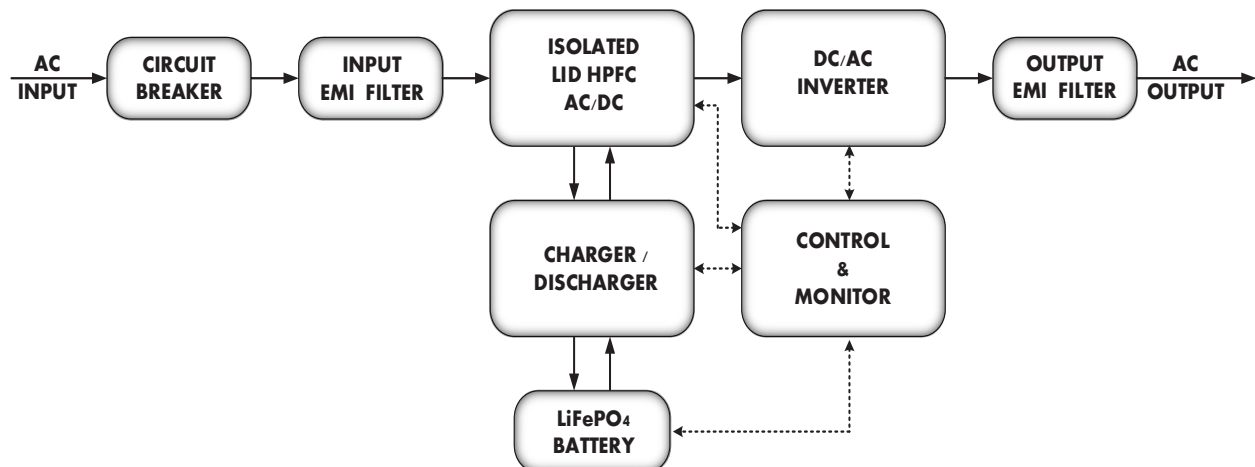 AC
INPUT
CIRCUIT
BREAKER
INPUT
EMI FILTER
ISOLATED
LID HPFC
AC/DC
DC/AC
INVERTER
OUTPUT
EMI FILTER
AC
OUTPUT
CHARGER /
DISCHARGER
CONTROL
&
MONITOR
LiFePO4
BATTERY